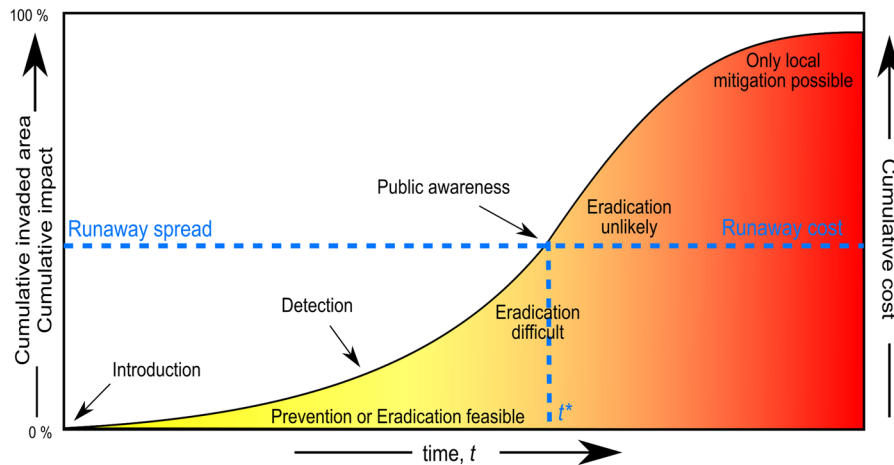 100 %
Only local
mitigation possible
Public awareness
Eradication
unlikely
Runaway spread
Runaway cost
Cumulative invaded area
Cumulative impact
Cumulative cost
Detection
Eradication
difficult
Introduction
Prevention or Eradication feasible
t*
0 %
time, t